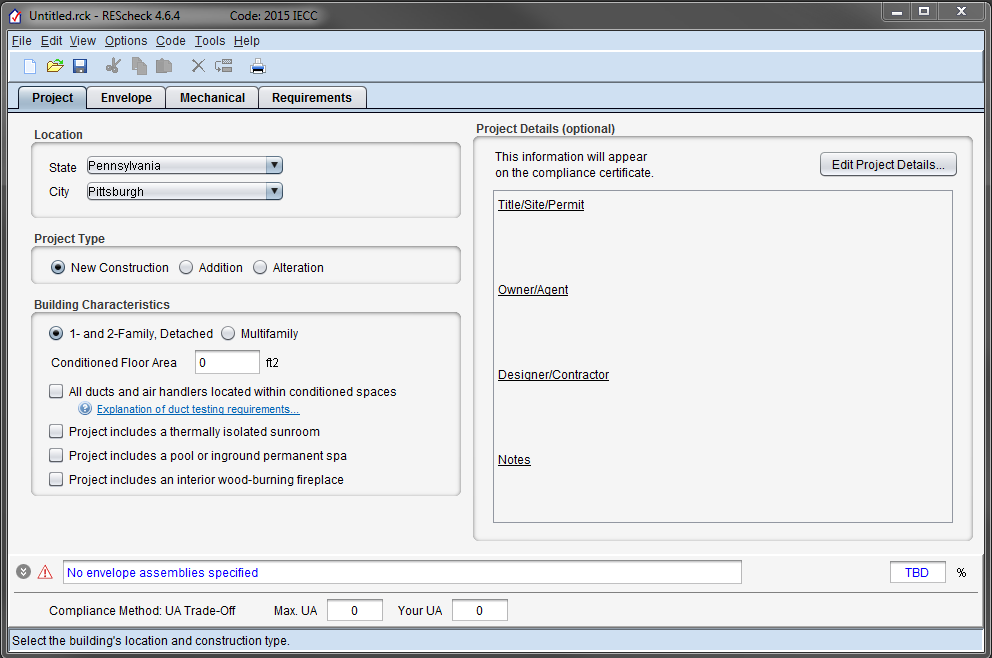 Untitled.rck - REScheck 4.6.4 Code: 2015 IECC
File Edit View Options Code Tools Help
Project Envelope Mechanical Requirements
Location
State Pennsylvania
City Pittsburgh
Project Type
New Construction Addition Alteration
Building Characteristics
1- and 2-Family, Detached Multifamily
Conditioned Floor Area 0 ft2
All ducts and air handlers located within conditioned spaces
Explanation of duct testing requirements...
Project includes a thermally isolated sunroom
Project includes a pool or inground permanent spa
Project includes an interior wood-burning fireplace
Project Details (optional)
This information will appear
on the compliance certificate.
Edit Project Details...
Title/Site/Permit
Owner/Agent
Designer/Contractor
Notes
No envelope assemblies specified TBD %
Compliance Method: UA Trade-Off Max. UA 0 Your UA 0
Select the building's location and construction type.